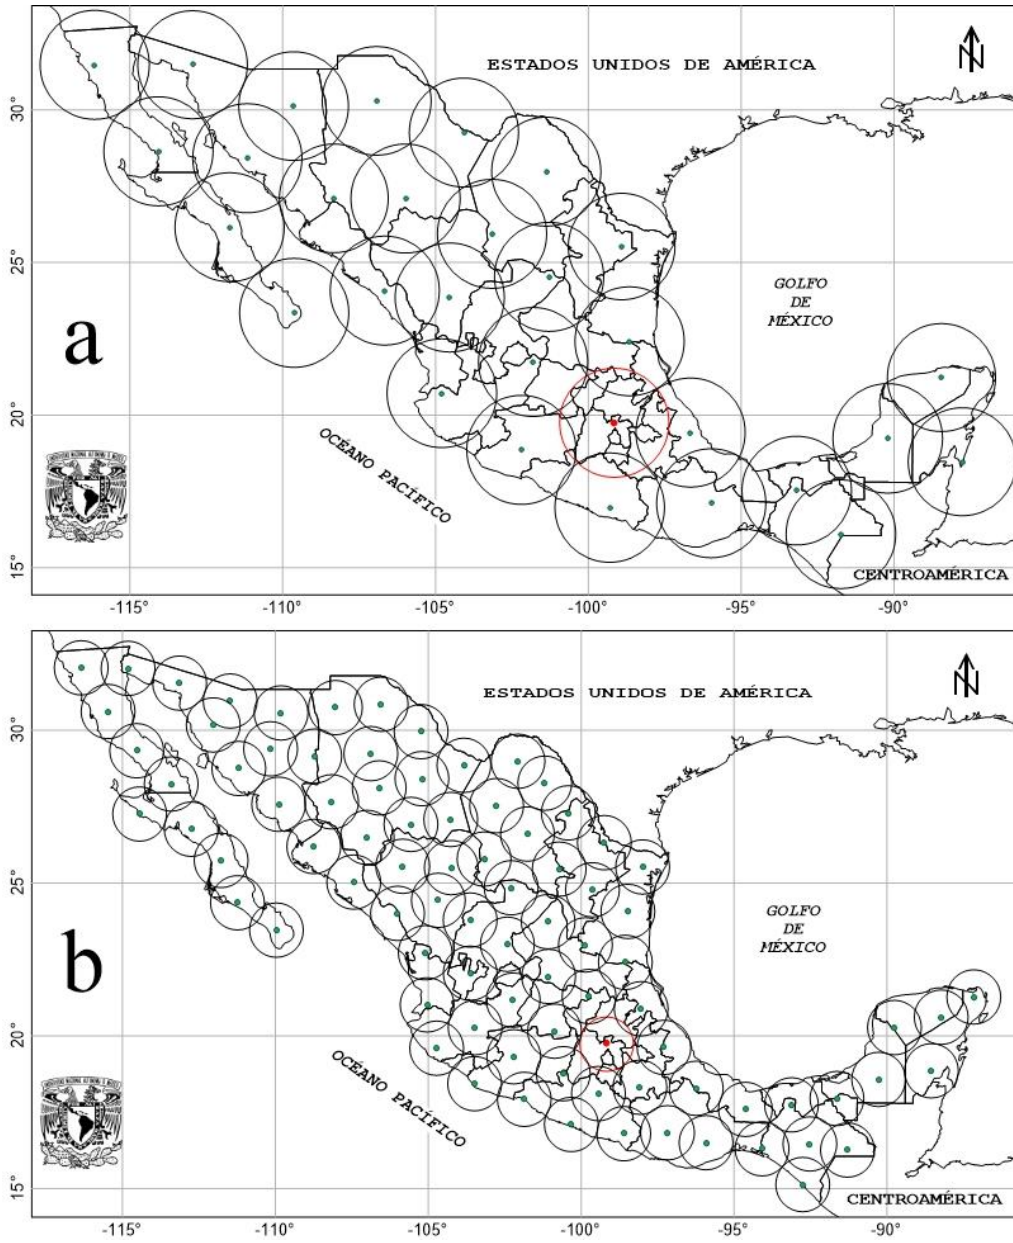 ESTADOS UNIDOS DE AMÉRICA
N
30°
25°
GOLFO
DE
MÉXICO
a
20°
OCÉANO PACÍFICO
15°
CENTROAMÉRICA
-115°
-110°
-105°
-100°
-95°
-90°
ESTADOS UNIDOS DE AMÉRICA
N
30°
25°
GOLFO
DE
MÉXICO
b
20°
OCÉANO PACÍFICO
15°
CENTROAMÉRICA
-115°
-110°
-105°
-100°
-95°
-90°